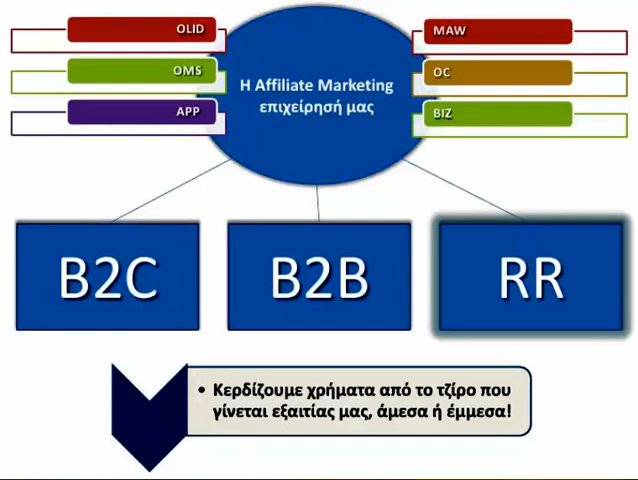 OLID
MAW
OMS
OC
APP
BIZ
Η Affiliate Marketing
επιχείρησή μας
B2C
B2B
RR
• Κερδίζουμε χρήματα από το τζίρο που
γίνεται εξαιτίας μας, άμεσα ή έμμεσα!